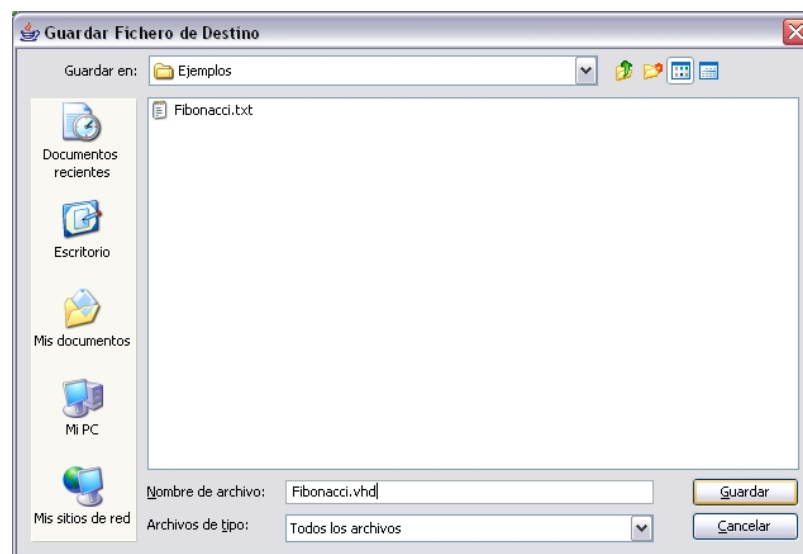 Guardar Fichero de Destino
Guardar en: Ejemplos
Fibonacci.txt
Documentos
recientes
Escritorio
Mis documentos
Mi PC
Mis sitios de red
Nombre de archivo: Fibonacci.vhd
Guardar
Archivos de tipo: Todos los archivos
Cancelar